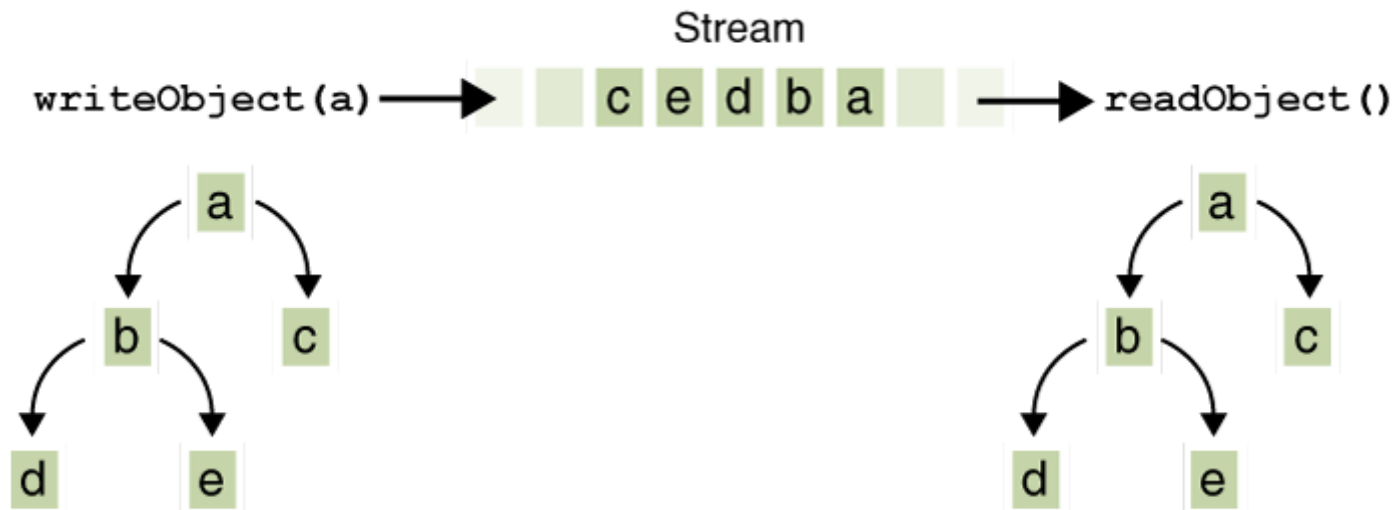 Stream
writeObject(a) c e d b a readObject()
a a
b c b c
d e d e